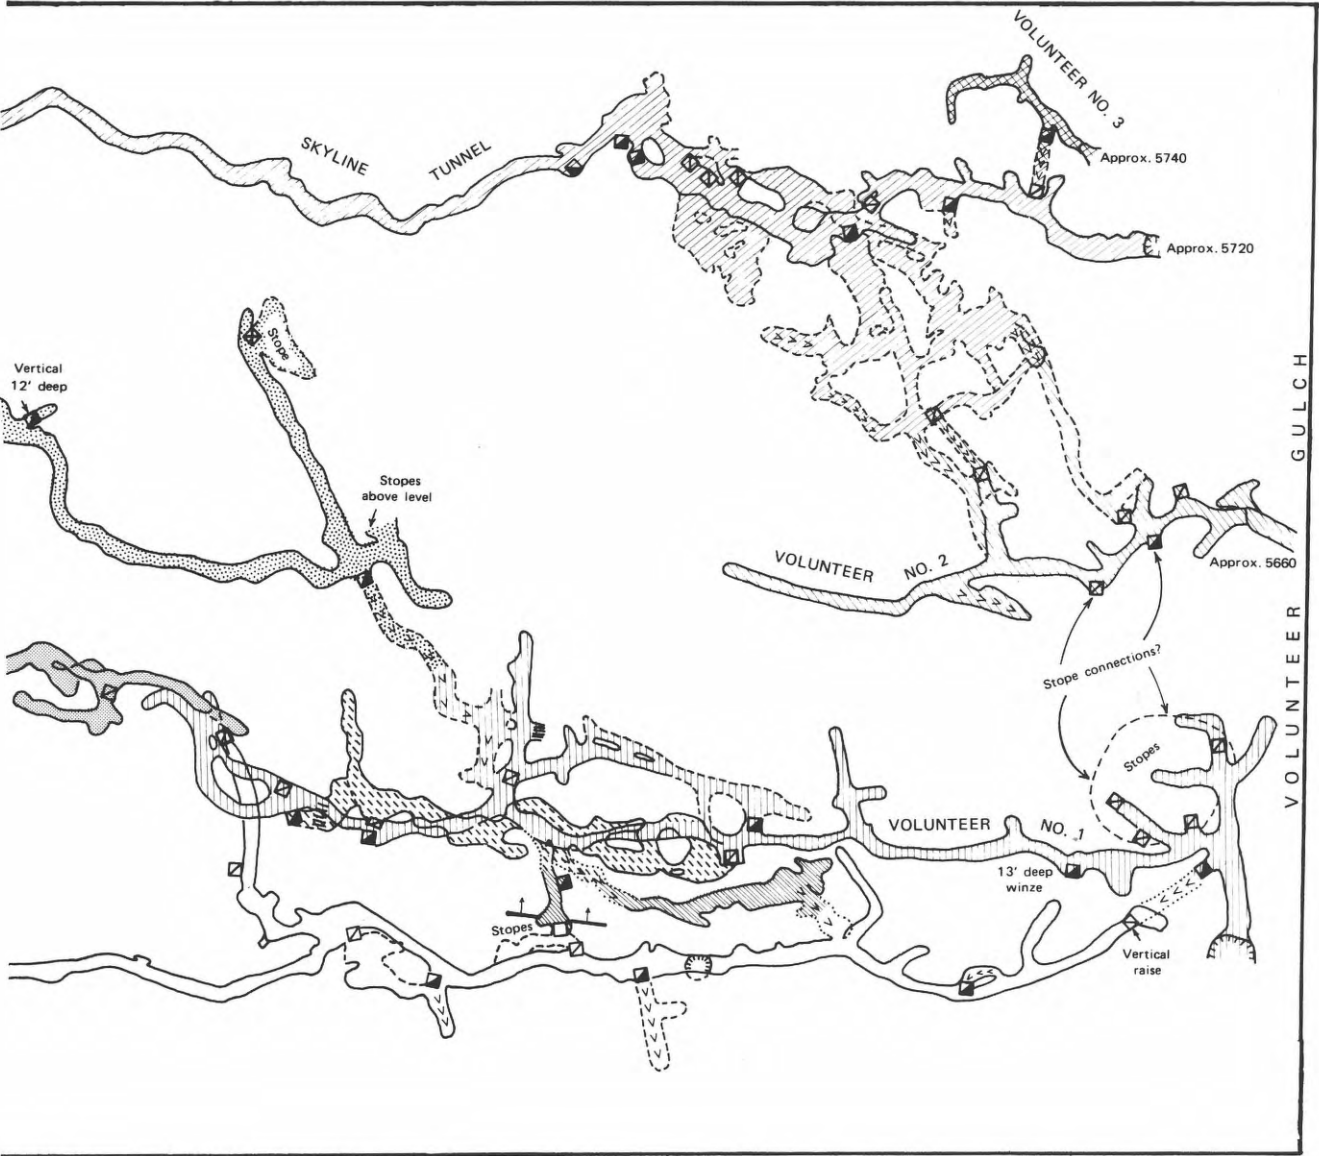 VOLUNTEER NO. 3
SKYLINE TUNNEL
Approx. 5740
Approx. 5720
Stope
Vertical
12' deep
Stopes
above level
VOLUNTEER NO. 2
Approx. 5660
VOLUNTEER GULCH
Stope connections?
Stopes
VOLUNTEER NO. 1
13' deep
winze
Stopes
Vertical
raise